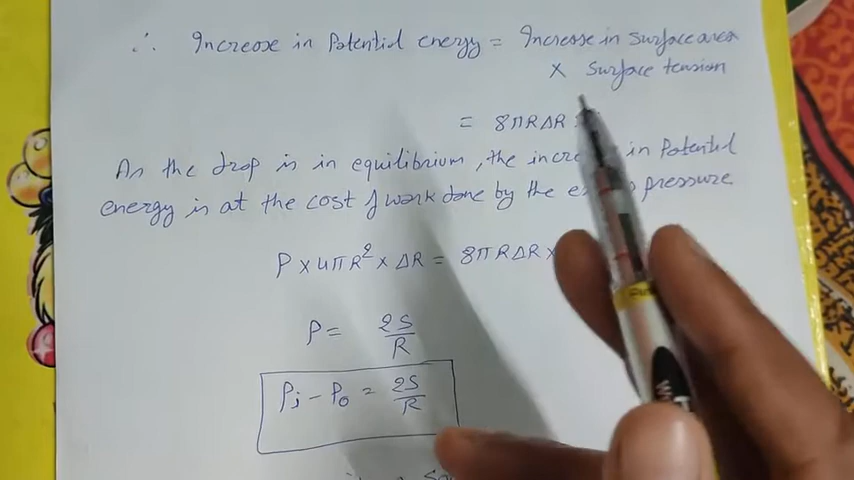 ∴ Increase in Potential energy = Increase in surface area
× surface tension
= 8πRΔR
As the drop is in equilibrium, the in Potential
energy is at the cost of work done by the pressure
P × 4πR² × ΔR = 8πRΔR ×
P = 2S/R
Pi - Po = 2S/R